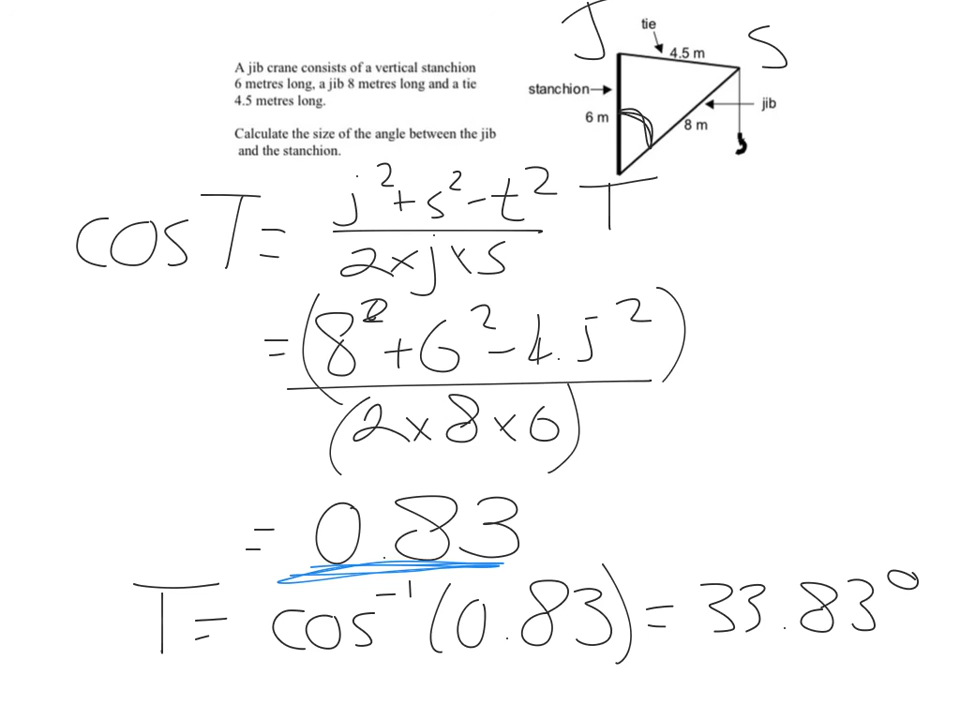 J
tie
S
4.5 m
A jib crane consists of a vertical stanchion
6 metres long, a jib 8 metres long and a tie
4.5 metres long.
stanchion
jib
6 m
8 m
Calculate the size of the angle between the jib
and the stanchion.
T
cos T = j² + s² - t² / 2 × j × s
= (8² + 6² - 4.5²) / (2 × 8 × 6)
= 0.83
T = cos⁻¹ (0.83) = 33.83°